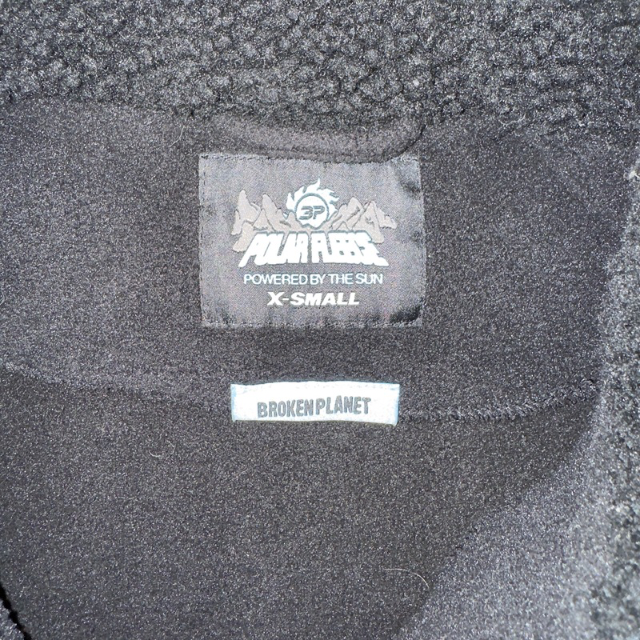 BP
POLAR FLEECE
POWERED BY THE SUN
X-SMALL
BROKEN PLANET